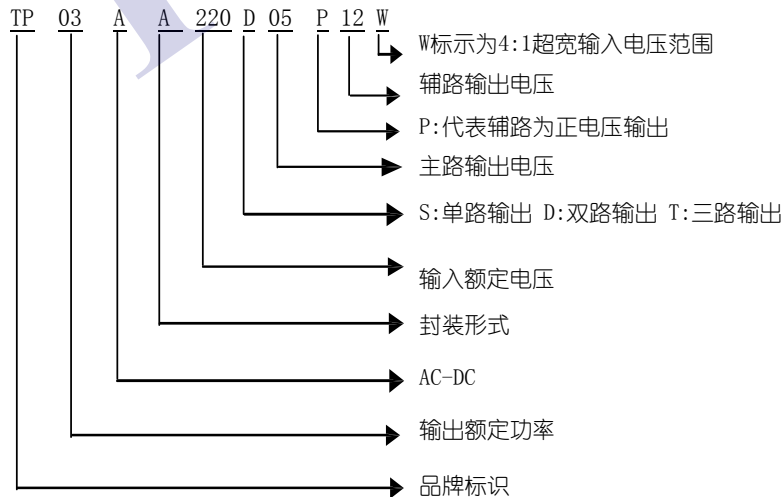 TP 03 A A 220 D 05 P 12 W
W标示为4:1超宽输入电压范围
辅路输出电压
P:代表辅路为正电压输出
主路输出电压
S:单路输出 D:双路输出 T:三路输出
输入额定电压
封装形式
AC-DC
输出额定功率
品牌标识